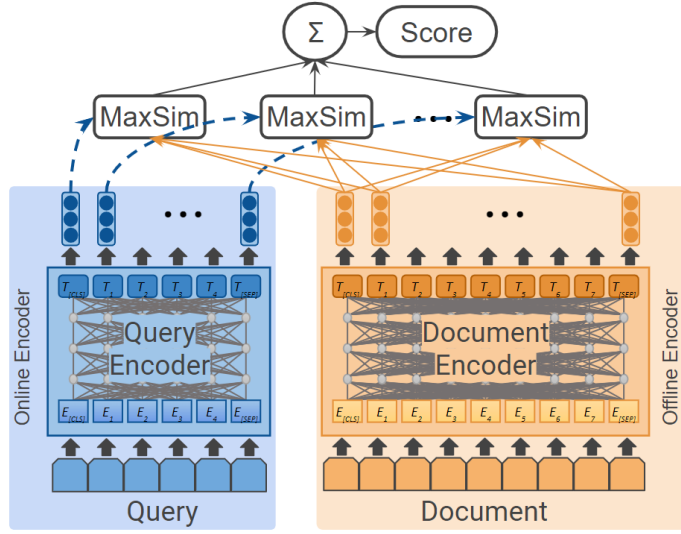 Σ
Score
MaxSim
MaxSim
...
MaxSim
...
...
T[CLS] T1 T2 T3 T4 T[SEP]
T[CLS] T1 T2 T3 T4 T5 T6 T7 T[SEP]
Query
Encoder
Document
Encoder
E[CLS] E1 E2 E3 E4 E[SEP]
E[CLS] E1 E2 E3 E4 E5 E6 E7 E[SEP]
Online Encoder
Offline Encoder
Query
Document